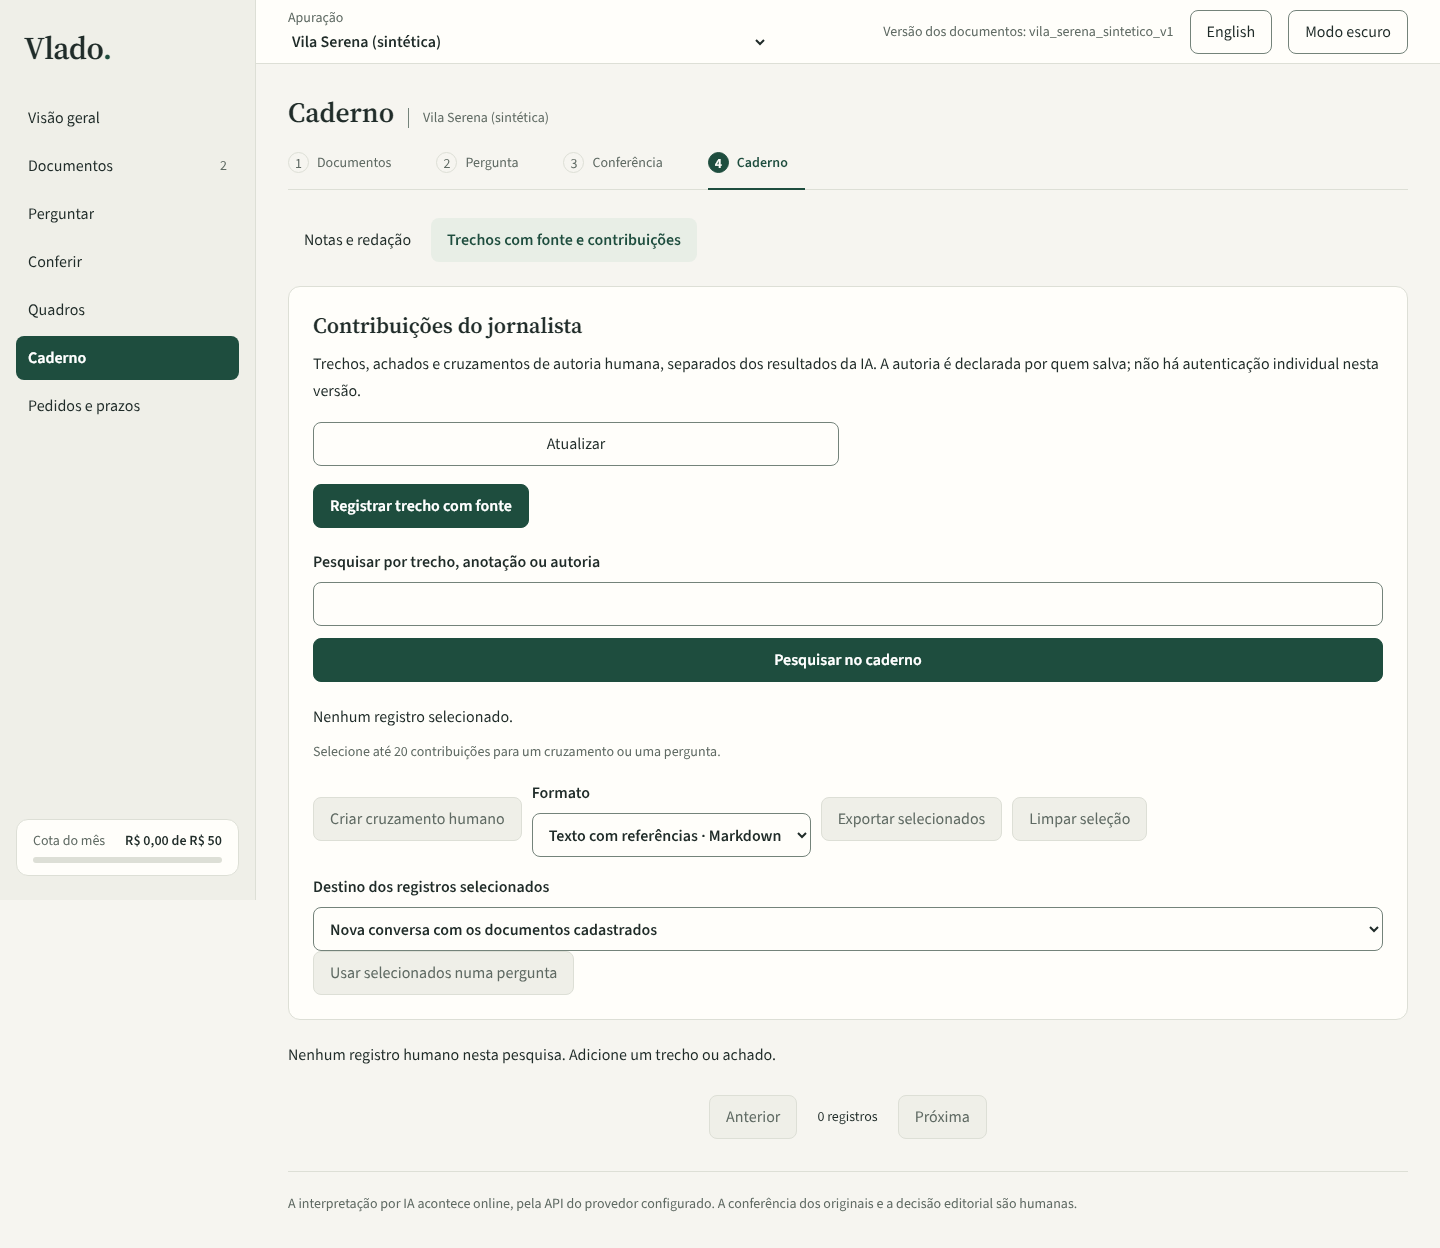 Vlado.
Visão geral
Documentos 2
Perguntar
Conferir
Quadros
Caderno
Pedidos e prazos
Cota do mês R$ 0,00 de R$ 50
Apuração
Vila Serena (sintética)
Versão dos documentos: vila_serena_sintetico_v1
English
Modo escuro
Caderno Vila Serena (sintética)
1 Documentos 2 Pergunta 3 Conferência 4 Caderno
Notas e redação Trechos com fonte e contribuições
Contribuições do jornalista
Trechos, achados e cruzamentos de autoria humana, separados dos resultados da IA. A autoria é declarada por quem salva; não há autenticação individual nesta
versão.
Atualizar
Registrar trecho com fonte
Pesquisar por trecho, anotação ou autoria
Pesquisar no caderno
Nenhum registro selecionado.
Selecione até 20 contribuições para um cruzamento ou uma pergunta.
Criar cruzamento humano
Formato
Texto com referências · Markdown
Exportar selecionados
Limpar seleção
Destino dos registros selecionados
Nova conversa com os documentos cadastrados
Usar selecionados numa pergunta
Nenhum registro humano nesta pesquisa. Adicione um trecho ou achado.
Anterior 0 registros Próxima
A interpretação por IA acontece online, pela API do provedor configurado. A conferência dos originais e a decisão editorial são humanas.